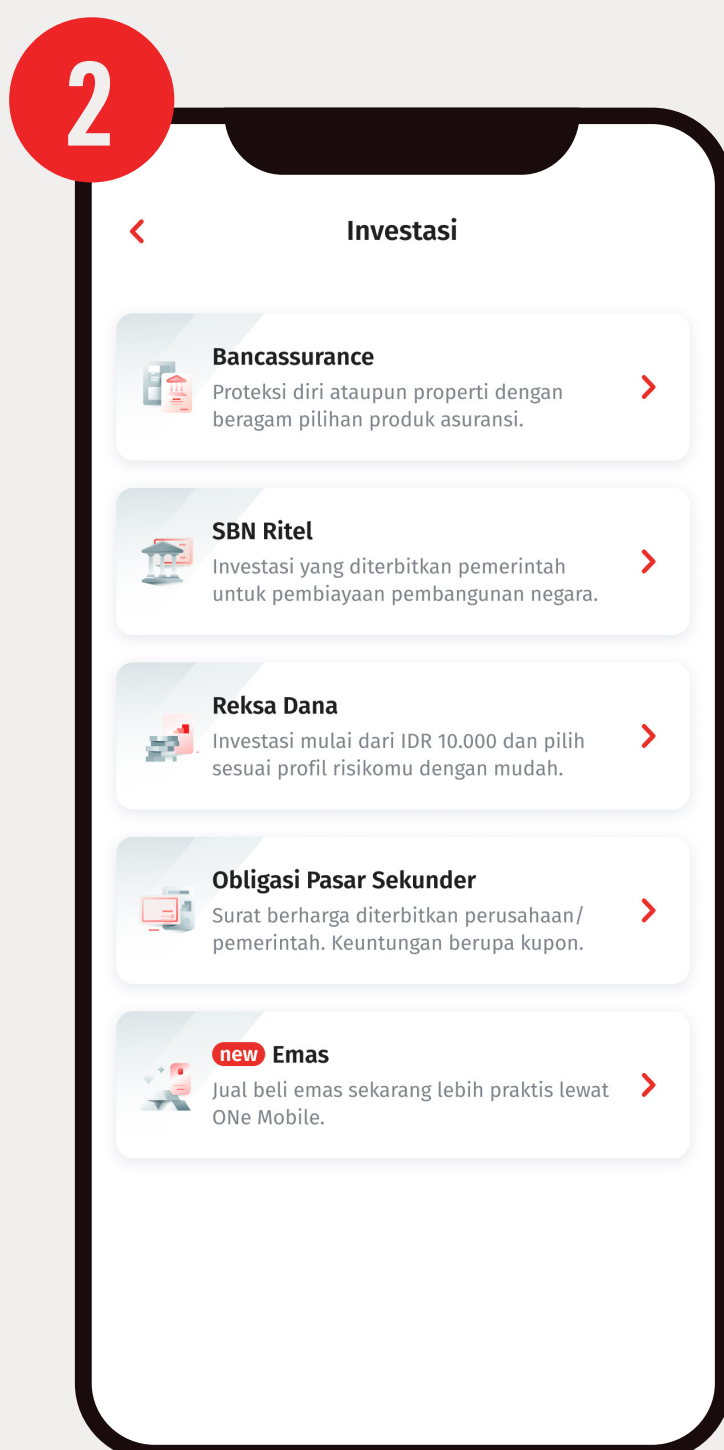 2
Investasi
Bancassurance
Proteksi diri ataupun properti dengan
beragam pilihan produk asuransi.
SBN Ritel
Investasi yang diterbitkan pemerintah
untuk pembiayaan pembangunan negara.
Reksa Dana
Investasi mulai dari IDR 10.000 dan pilih
sesuai profil risikomu dengan mudah.
Obligasi Pasar Sekunder
Surat berharga diterbitkan perusahaan/
pemerintah. Keuntungan berupa kupon.
new Emas
Jual beli emas sekarang lebih praktis lewat
ONe Mobile.